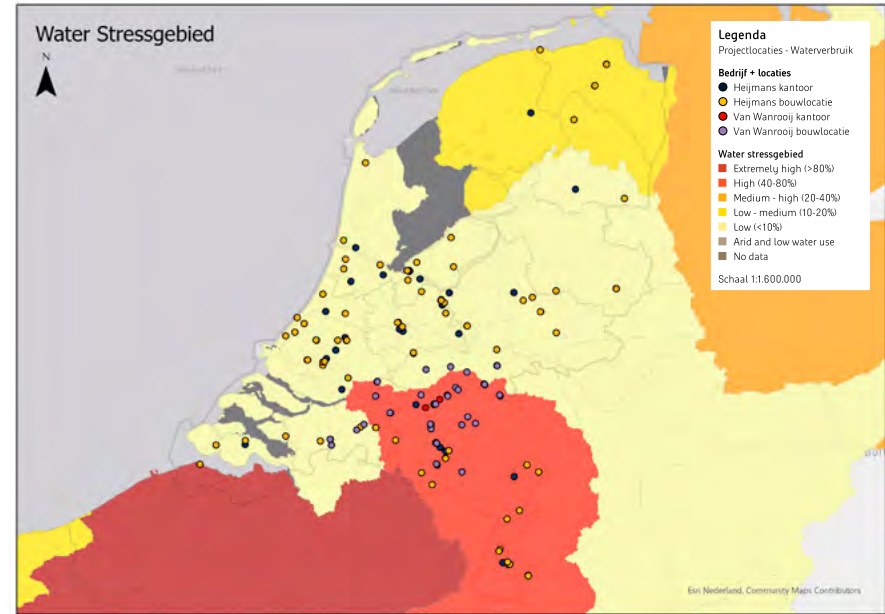 Water Stressgebied
N
Legenda
Projectlocaties - Waterverbruik
Bedrijf + locaties
Heijmans kantoor
Heijmans bouwlocatie
Van Wanrooij kantoor
Van Wanrooij bouwlocatie
Water stressgebied
Extremely high (>80%)
High (40-80%)
Medium - high (20-40%)
Low - medium (10-20%)
Low (<10%)
Arid and low water use
No data
Schaal 1:1.600.000
Esri Nederland, Community Maps Contributors